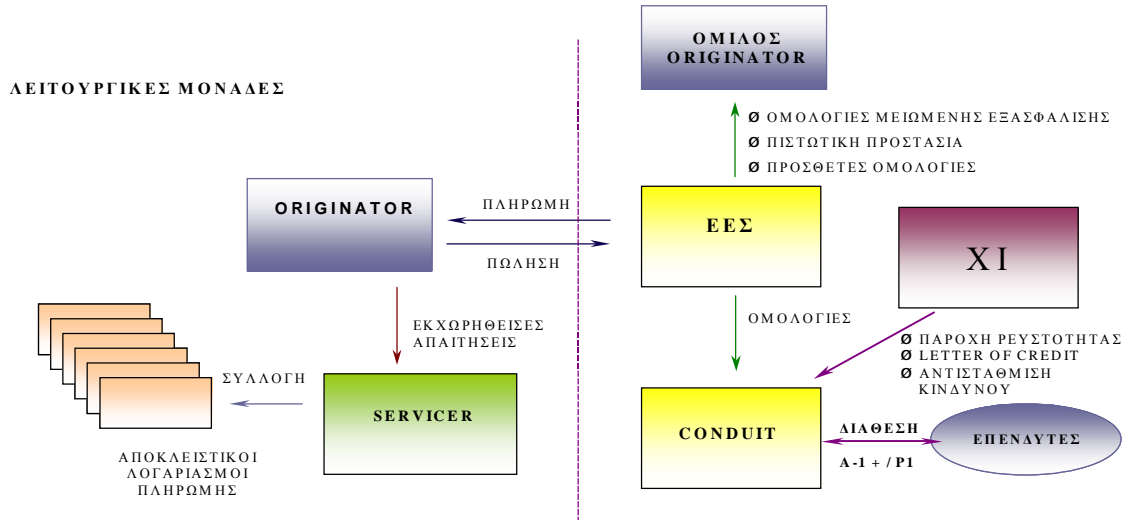 ΟΜΙΛΟΣ
ORIGINATOR
ΛΕΙΤΟΥΡΓΙΚΕΣ ΜΟΝΑΔΕΣ
Ø ΟΜΟΛΟΓΙΕΣ ΜΕΙΩΜΕΝΗΣ ΕΞΑΣΦΑΛΙΣΗΣ
Ø ΠΙΣΤΩΤΙΚΗ ΠΡΟΣΤΑΣΙΑ
Ø ΠΡΟΣΘΕΤΕΣ ΟΜΟΛΟΓΙΕΣ
ORIGINATOR
ΠΛΗΡΩΜΗ
ΠΩΛΗΣΗ
ΕΕΣ
ΧΙ
ΕΚΧΩΡΗΘΕΙΣΕΣ
ΑΠΑΙΤΗΣΕΙΣ
ΟΜΟΛΟΓΙΕΣ
Ø ΠΑΡΟΧΗ ΡΕΥΣΤΟΤΗΤΑΣ
Ø LETTER OF CREDIT
Ø ΑΝΤΙΣΤΑΘΜΙΣΗ
ΚΙΝΔΥΝΟΥ
ΣΥΛΛΟΓΗ
SERVICER
CONDUIT
ΔΙΑΘΕΣΗ
A-1 + / P1
ΕΠΕΝΔΥΤΕΣ
ΑΠΟΚΛΕΙΣΤΙΚΟΙ
ΛΟΓΑΡΙΑΣΜΟΙ
ΠΛΗΡΩΜΗΣ